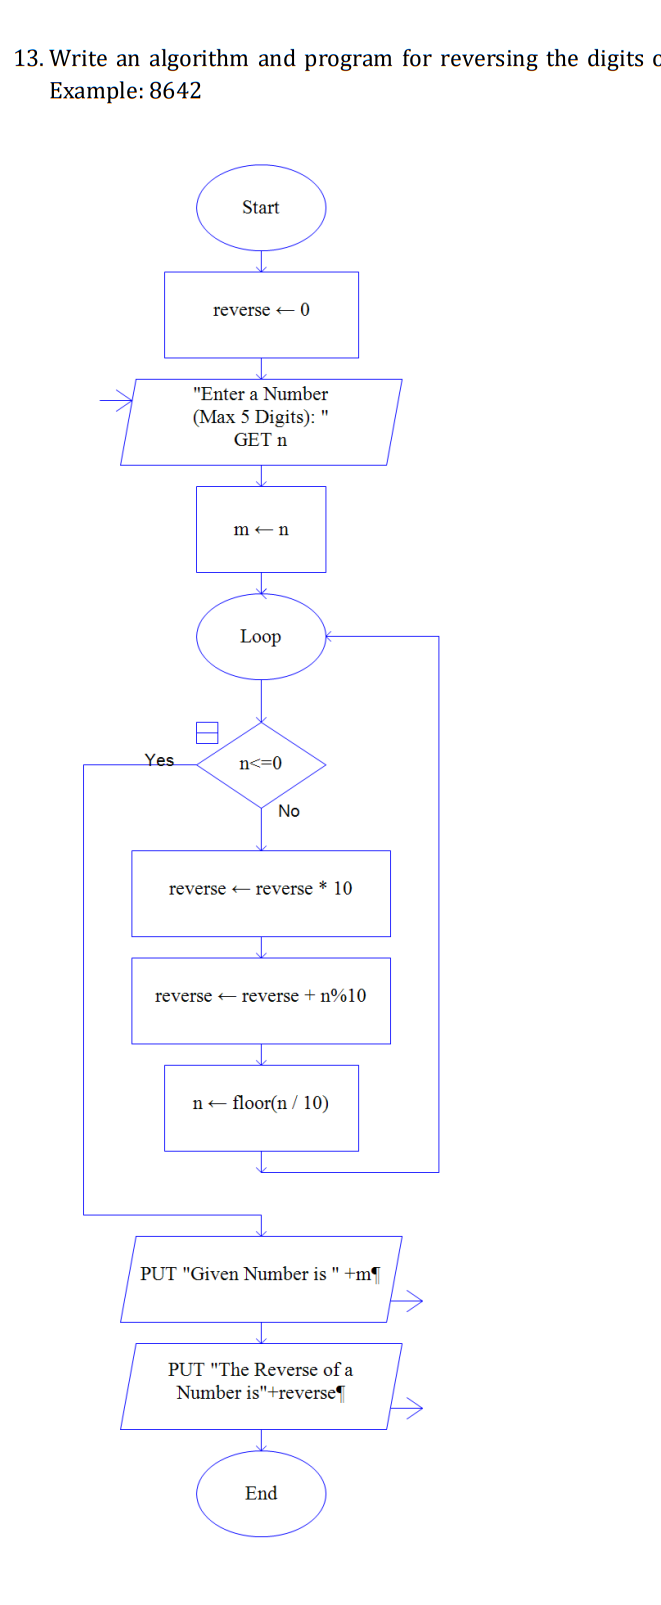 13. Write an algorithm and program for reversing the digits
Example: 8642
Start
reverse ← 0
"Enter a Number
(Max 5 Digits): "
GET n
m ← n
Loop
n<=0
Yes
No
reverse ← reverse * 10
reverse ← reverse + n%10
n ← floor(n / 10)
PUT "Given Number is " +m¶
PUT "The Reverse of a
Number is"+reverse¶
End